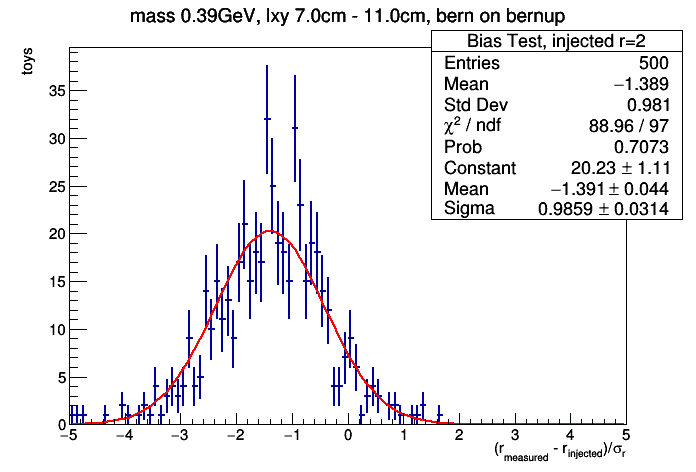 mass 0.39GeV, lxy 7.0cm - 11.0cm, bern on bernup
Bias Test, injected r=2
Entries 500
Mean −1.389
Std Dev 0.981
χ² / ndf 88.96 / 97
Prob 0.7073
Constant 20.23 ± 1.11
Mean −1.391 ± 0.044
Sigma 0.9859 ± 0.0314
toys
35
30
25
20
15
10
5
0
−5 −4 −3 −2 −1 0 1 2 3 4 5
(r_measured - r_injected)/σ_r